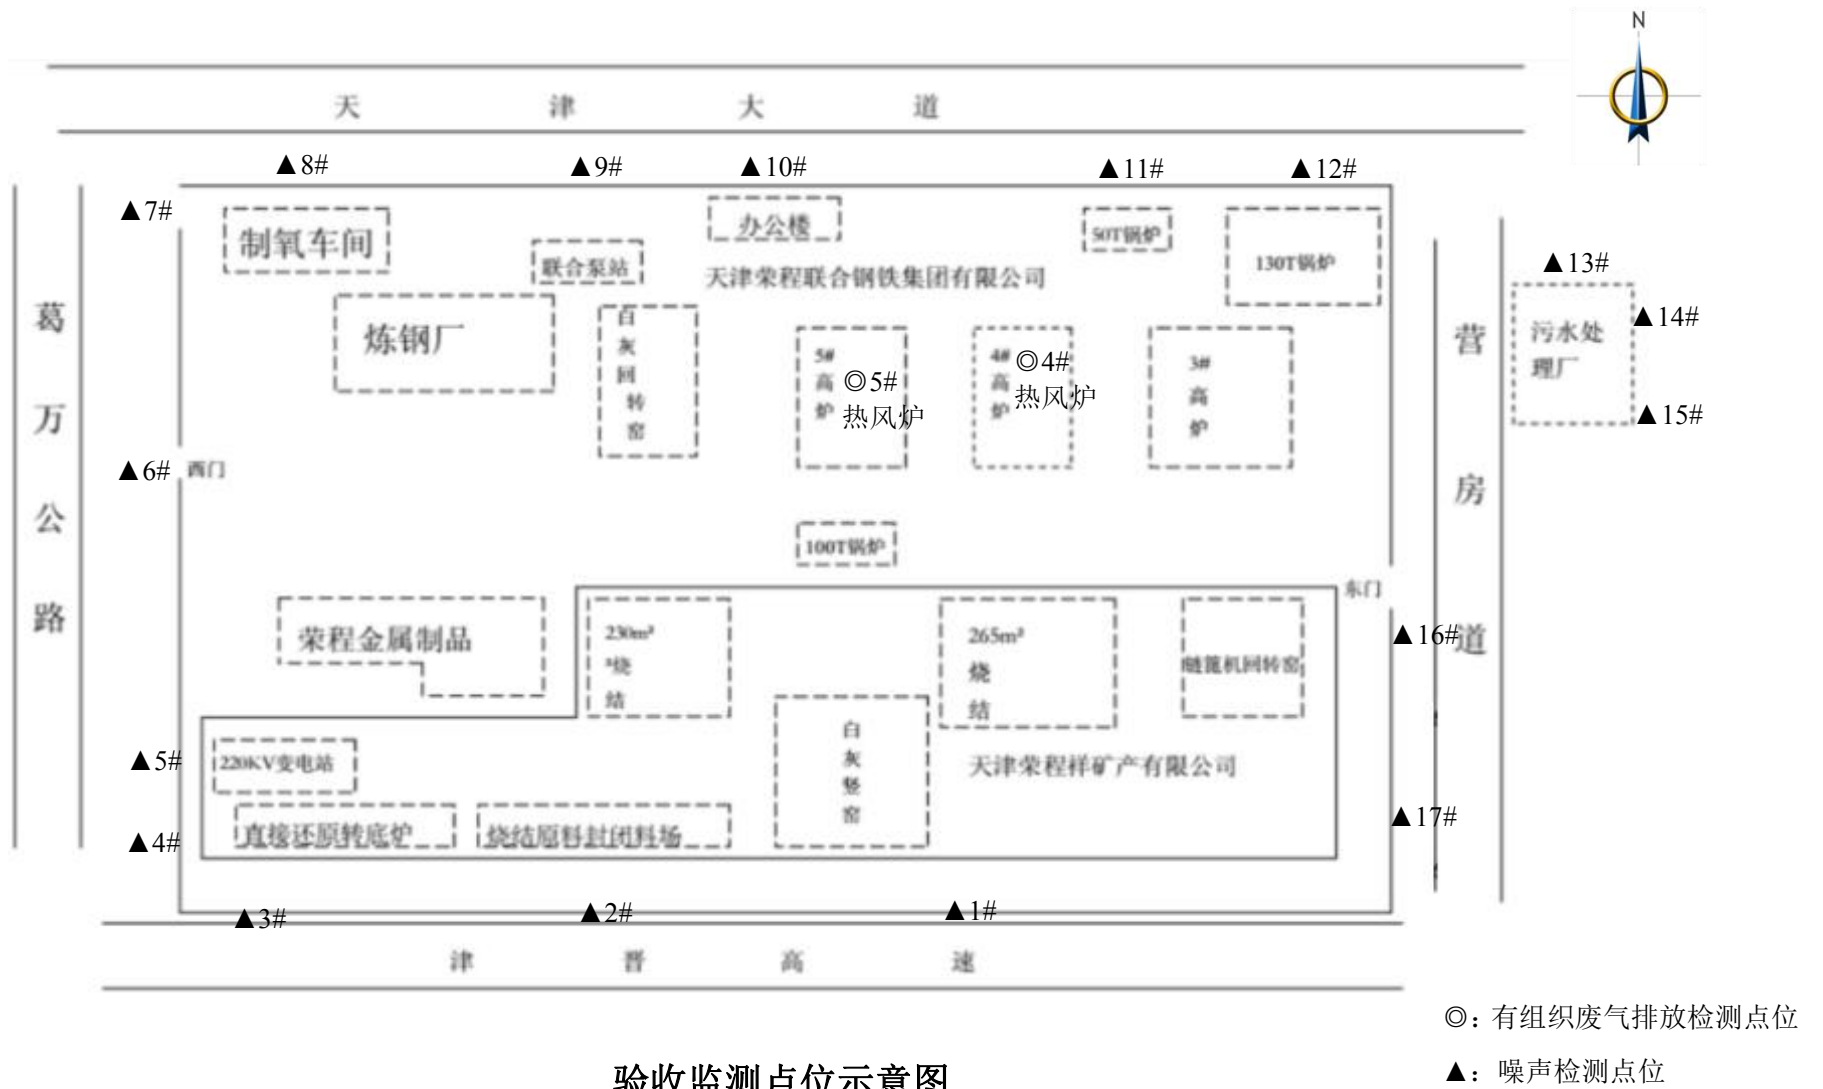 N
天 津 大 道
▲8#
▲9#
▲10#
▲11#
▲12#
▲7#
制氧车间
联合泵站
办公楼
50T锅炉
130T锅炉
天津荣程联合钢铁集团有限公司
▲13#
▲14#
▲15#
污水处
理厂
葛
万
公
路
炼钢厂
白
灰
回
转
窑
5#
高
炉
◎5#
热风炉
4#
高
炉
◎4#
热风炉
3#
高
炉
营
房
道
▲6#
西门
100T锅炉
东门
▲16#
荣程金属制品
230m²
²烧
结
265m²
烧
结
链篦机回转窑
白
灰
竖
窑
天津荣程祥矿产有限公司
▲5#
220KV变电站
▲17#
▲4#
直接还原转底炉
烧结原料封闭料场
▲3#
▲2#
▲1#
津 晋 高 速
◎：有组织废气排放检测点位
▲：噪声检测点位
验收监测点位示意图